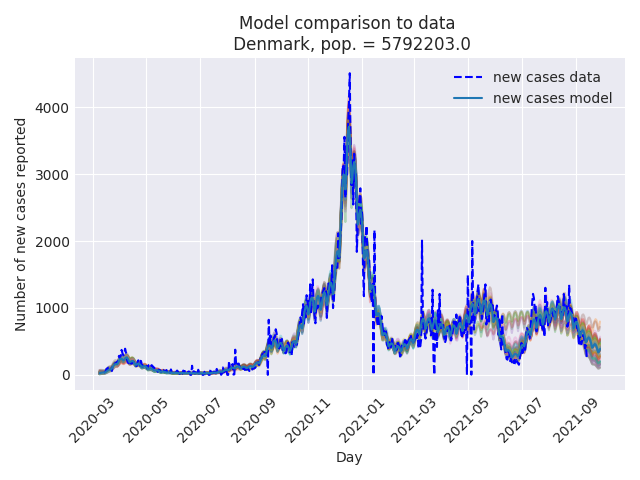 Model comparison to data
Denmark, pop. = 5792203.0
new cases data
new cases model
Number of new cases reported
4000
3000
2000
1000
0
2020-03
2020-05
2020-07
2020-09
2020-11
2021-01
2021-03
2021-05
2021-07
2021-09
Day